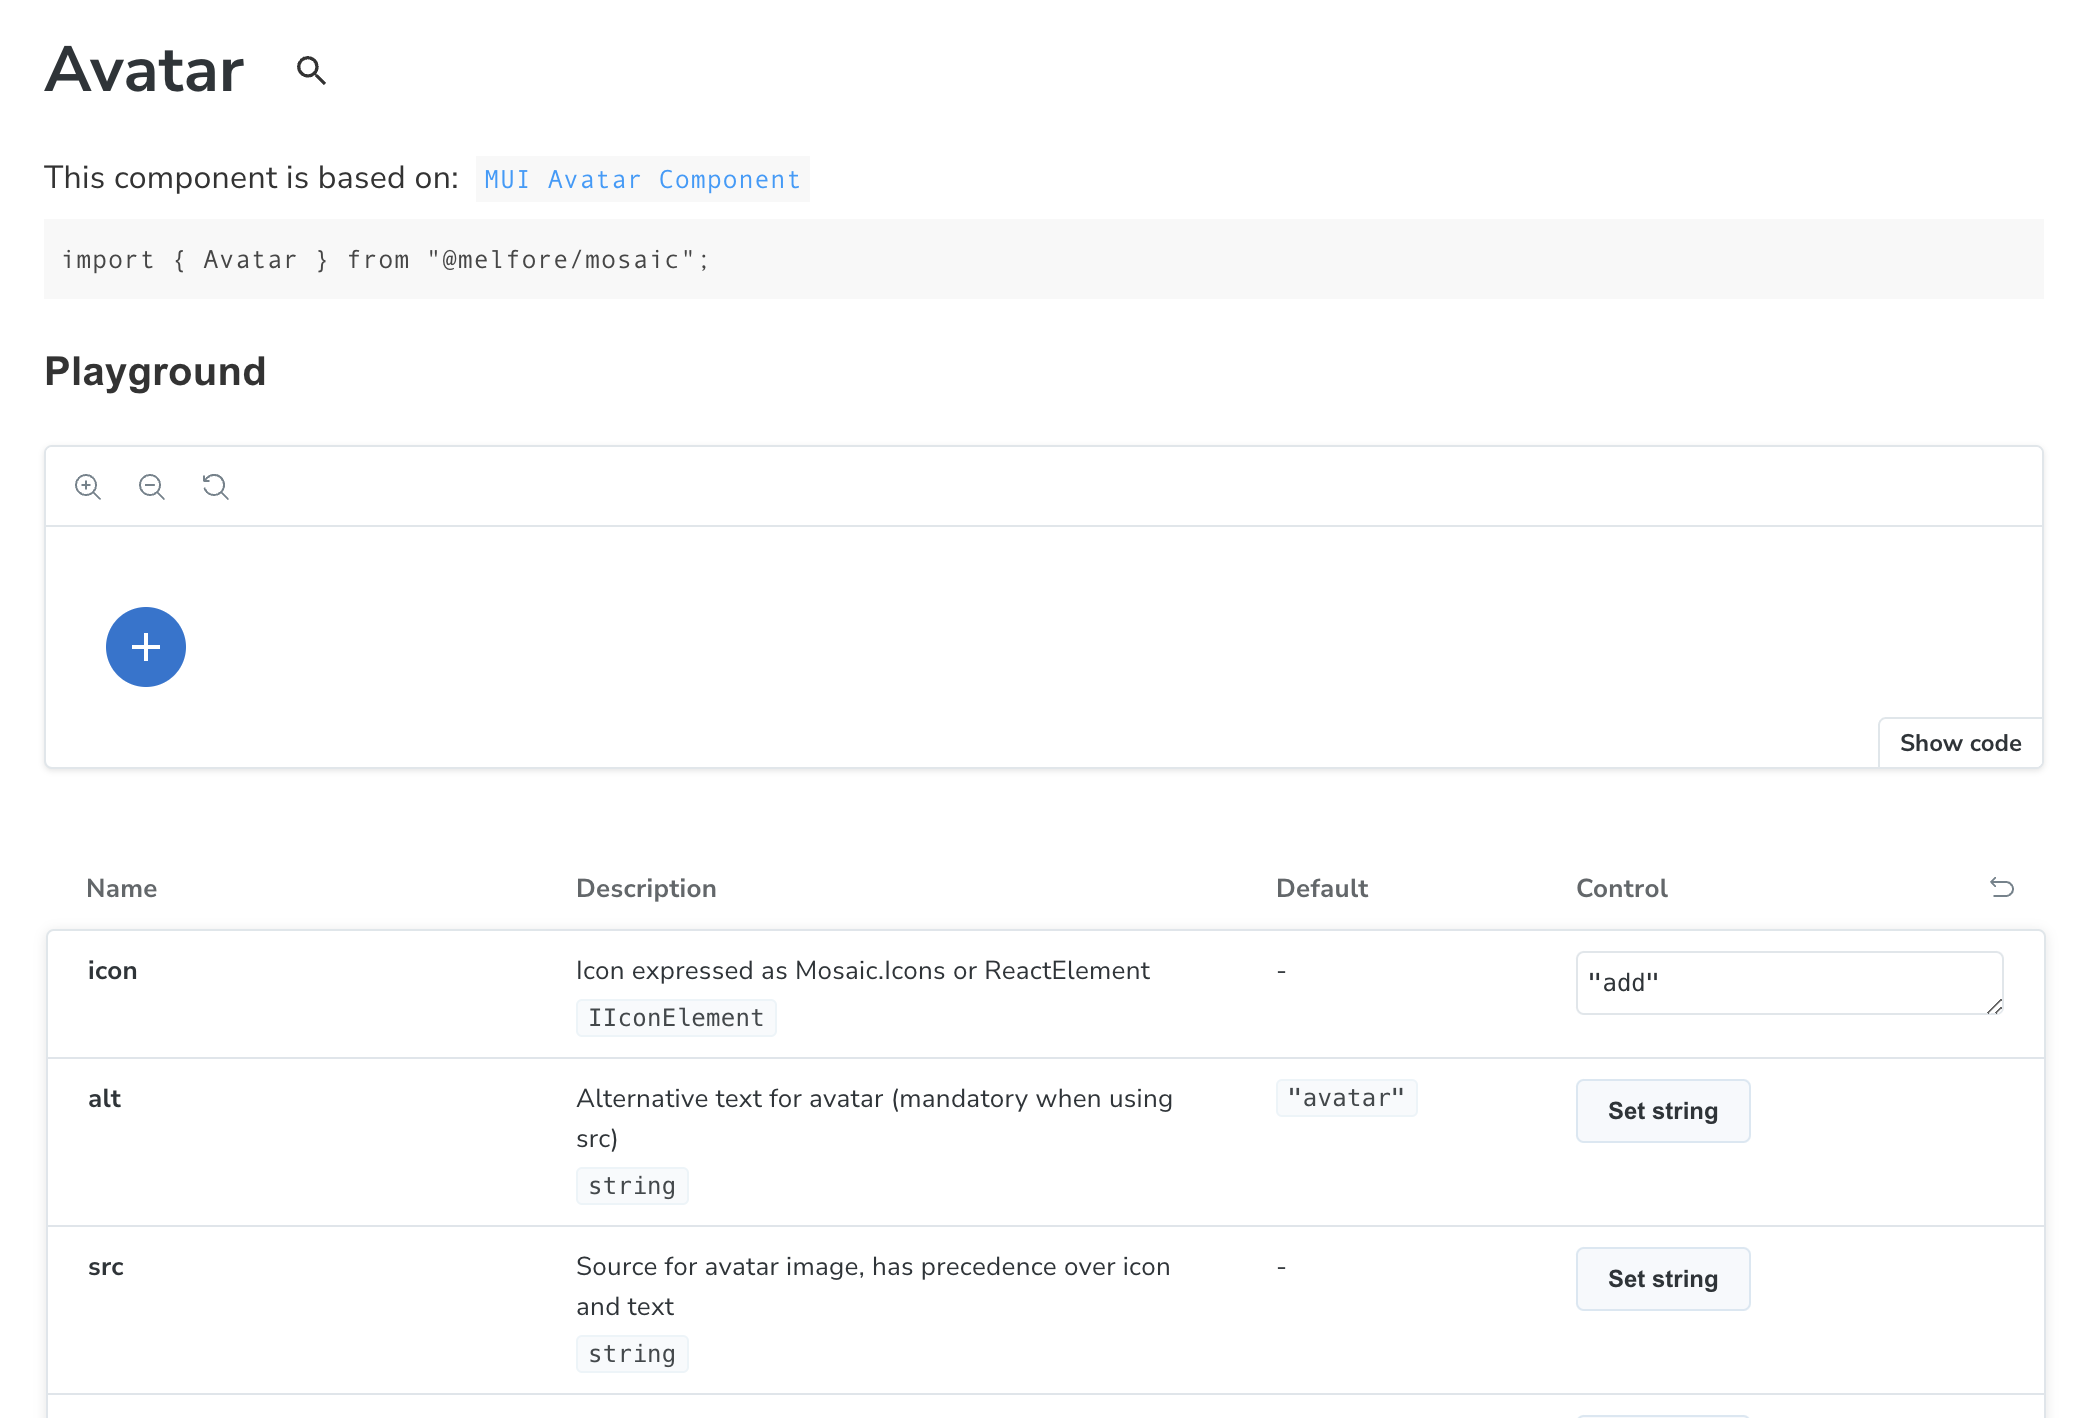 Avatar
This component is based on: MUI Avatar Component
import { Avatar } from "@melfore/mosaic";
Playground
Show code
Name Description Default Control
icon Icon expressed as Mosaic.Icons or ReactElement - "add"
IIconElement
alt Alternative text for avatar (mandatory when using "avatar" Set string
src)
string
src Source for avatar image, has precedence over icon - Set string
and text
string